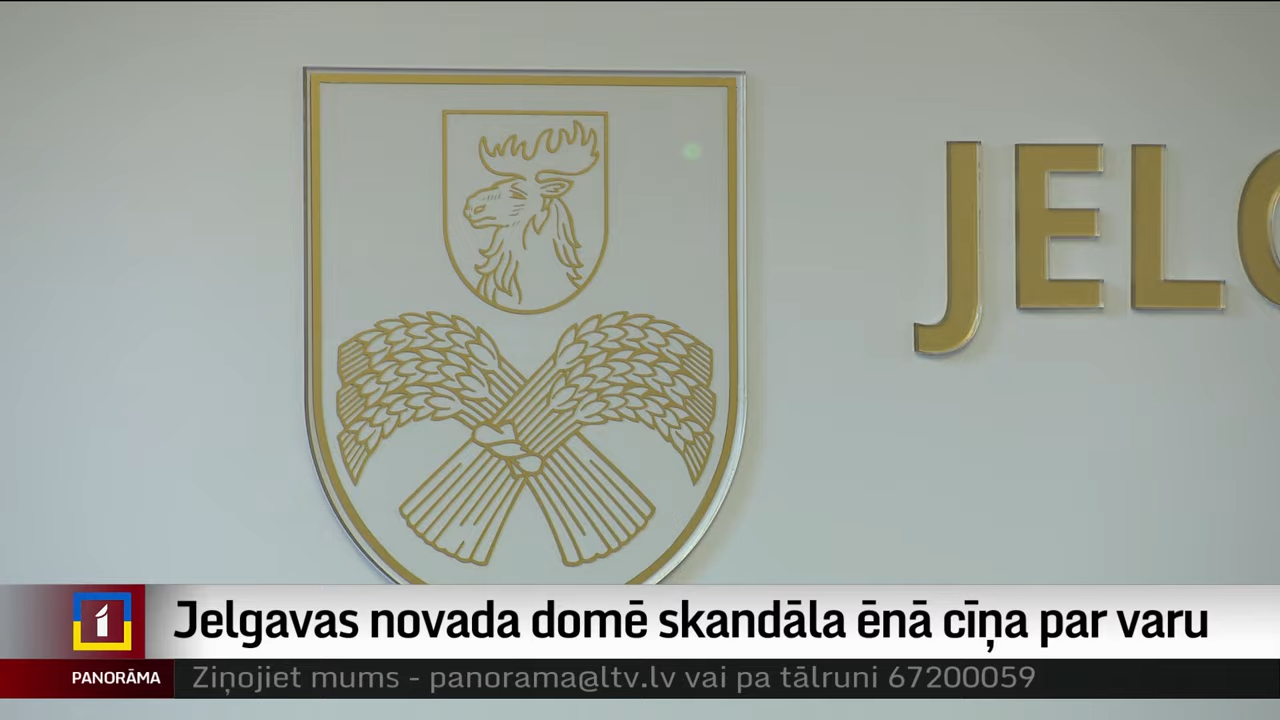 JELG
Jelgavas novada domē skandāla ēnā cīņa par varu
1
PANORĀMA
Ziņojiet mums - panorama@ltv.lv vai pa tālruni 67200059